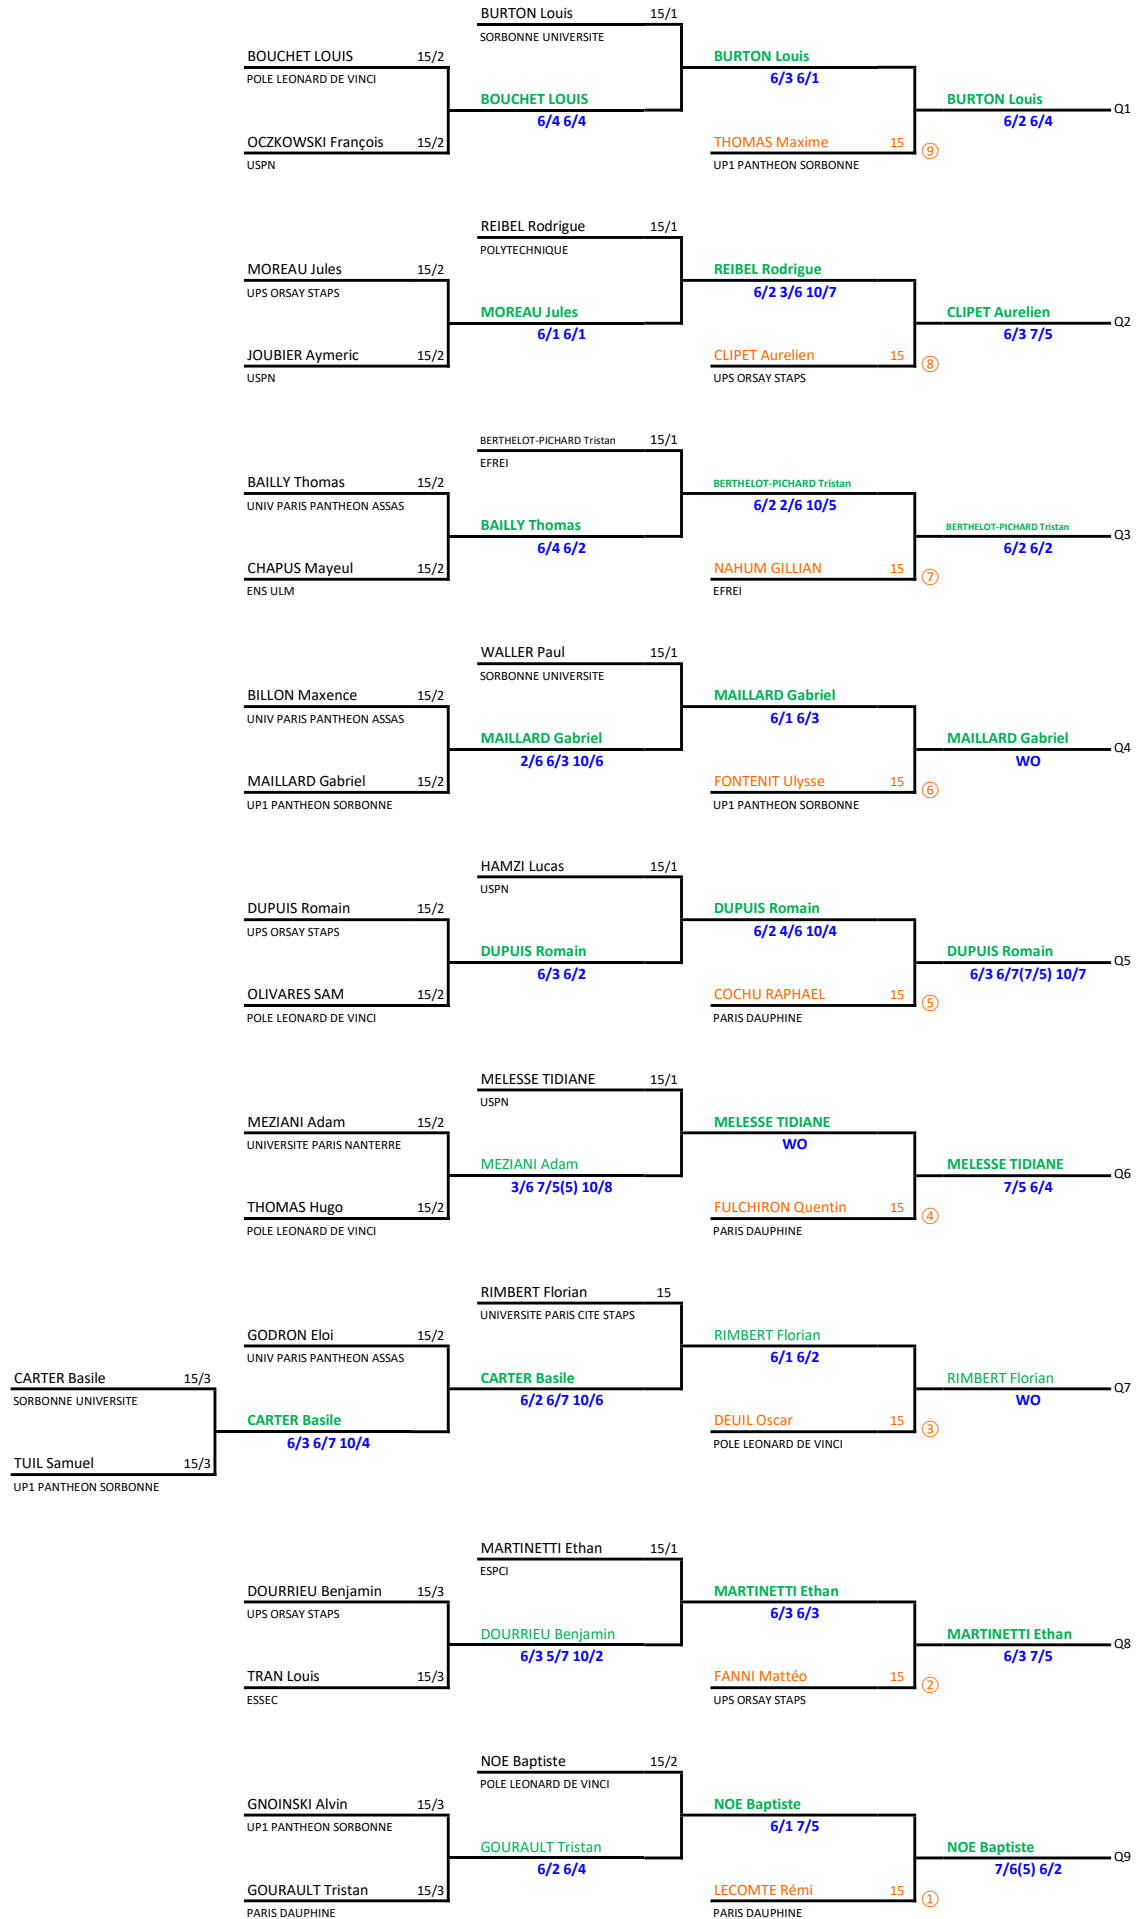 BURTON Louis 15/1
SORBONNE UNIVERSITE
BOUCHET LOUIS 15/2 BURTON Louis
POLE LEONARD DE VINCI 6/3 6/1
BOUCHET LOUIS BURTON Louis Q1
6/4 6/4 6/2 6/4
OCZKOWSKI François 15/2 THOMAS Maxime 15 ⑨
USPN UP1 PANTHEON SORBONNE
REIBEL Rodrigue 15/1
POLYTECHNIQUE
MOREAU Jules 15/2 REIBEL Rodrigue
UPS ORSAY STAPS 6/2 3/6 10/7
MOREAU Jules CLIPET Aurelien Q2
6/1 6/1 6/3 7/5
JOUBIER Aymeric 15/2 CLIPET Aurelien 15 ⑧
USPN UPS ORSAY STAPS
BERTHELOT-PICHARD Tristan 15/1
EFREI
BAILLY Thomas 15/2 BERTHELOT-PICHARD Tristan
UNIV PARIS PANTHEON ASSAS 6/2 2/6 10/5
BAILLY Thomas BERTHELOT-PICHARD Tristan Q3
6/4 6/2 6/2 6/2
CHAPUS Mayeul 15/2 NAHUM GILLIAN 15 ⑦
ENS ULM EFREI
WALLER Paul 15/1
SORBONNE UNIVERSITE
BILLON Maxence 15/2 MAILLARD Gabriel
UNIV PARIS PANTHEON ASSAS 6/1 6/3
MAILLARD Gabriel MAILLARD Gabriel Q4
2/6 6/3 10/6 WO
MAILLARD Gabriel 15/2 FONTENIT Ulysse 15 ⑥
UP1 PANTHEON SORBONNE UP1 PANTHEON SORBONNE
HAMZI Lucas 15/1
USPN
DUPUIS Romain 15/2 DUPUIS Romain
UPS ORSAY STAPS 6/2 4/6 10/4
DUPUIS Romain DUPUIS Romain Q5
6/3 6/2 6/3 6/7(7/5) 10/7
OLIVARES SAM 15/2 COCHU RAPHAEL 15 ⑤
POLE LEONARD DE VINCI PARIS DAUPHINE
MELESSE TIDIANE 15/1
USPN
MEZIANI Adam 15/2 MELESSE TIDIANE
UNIVERSITE PARIS NANTERRE WO
MEZIANI Adam MELESSE TIDIANE Q6
3/6 7/5(5) 10/8 7/5 6/4
THOMAS Hugo 15/2 FULCHIRON Quentin 15 ④
POLE LEONARD DE VINCI PARIS DAUPHINE
RIMBERT Florian 15
UNIVERSITE PARIS CITE STAPS
GODRON Eloi 15/2 RIMBERT Florian
UNIV PARIS PANTHEON ASSAS 6/1 6/2
CARTER Basile 15/3 CARTER Basile RIMBERT Florian Q7
SORBONNE UNIVERSITE 6/2 6/7 10/6 WO
CARTER Basile DEUIL Oscar 15 ③
6/3 6/7 10/4 POLE LEONARD DE VINCI
TUIL Samuel 15/3
UP1 PANTHEON SORBONNE
MARTINETTI Ethan 15/1
ESPCI
DOURRIEU Benjamin 15/3 MARTINETTI Ethan
UPS ORSAY STAPS 6/3 6/3
DOURRIEU Benjamin MARTINETTI Ethan Q8
6/3 5/7 10/2 6/3 7/5
TRAN Louis 15/3 FANNI Mattéo 15 ②
ESSEC UPS ORSAY STAPS
NOE Baptiste 15/2
POLE LEONARD DE VINCI
GNOINSKI Alvin 15/3 NOE Baptiste
UP1 PANTHEON SORBONNE 6/1 7/5
GOURAULT Tristan NOE Baptiste Q9
6/2 6/4 7/6(5) 6/2
GOURAULT Tristan 15/3 LECOMTE Rémi 15 ①
PARIS DAUPHINE PARIS DAUPHINE